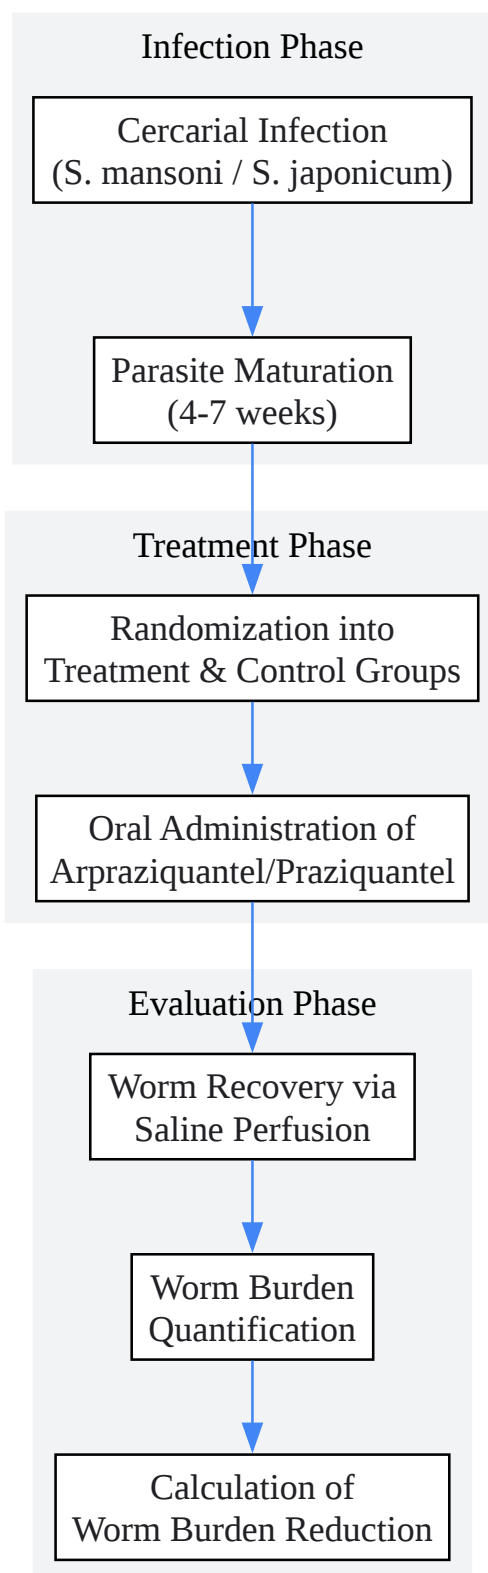 Infection Phase
Cercarial Infection
(S. mansoni / S. japonicum)
Parasite Maturation
(4-7 weeks)
Treatment Phase
Randomization into
Treatment & Control Groups
Oral Administration of
Arpraziquantel/Praziquantel
Evaluation Phase
Worm Recovery via
Saline Perfusion
Worm Burden
Quantification
Calculation of
Worm Burden Reduction